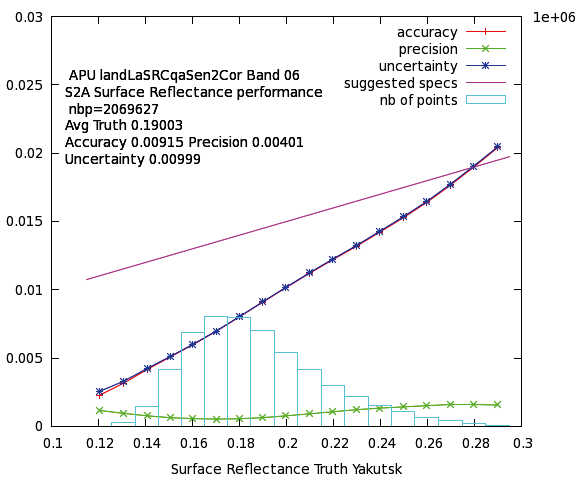 0.03
1e+06
accuracy
precision
uncertainty
suggested specs
nb of points
APU landLaSRCqaSen2Cor Band 06
S2A Surface Reflectance performance
nbp=2069627
Avg Truth 0.19003
Accuracy 0.00915 Precision 0.00401
Uncertainty 0.00999
0.025
0.02
0.015
0.01
0.005
0
0.1 0.12 0.14 0.16 0.18 0.2 0.22 0.24 0.26 0.28 0.3
Surface Reflectance Truth Yakutsk